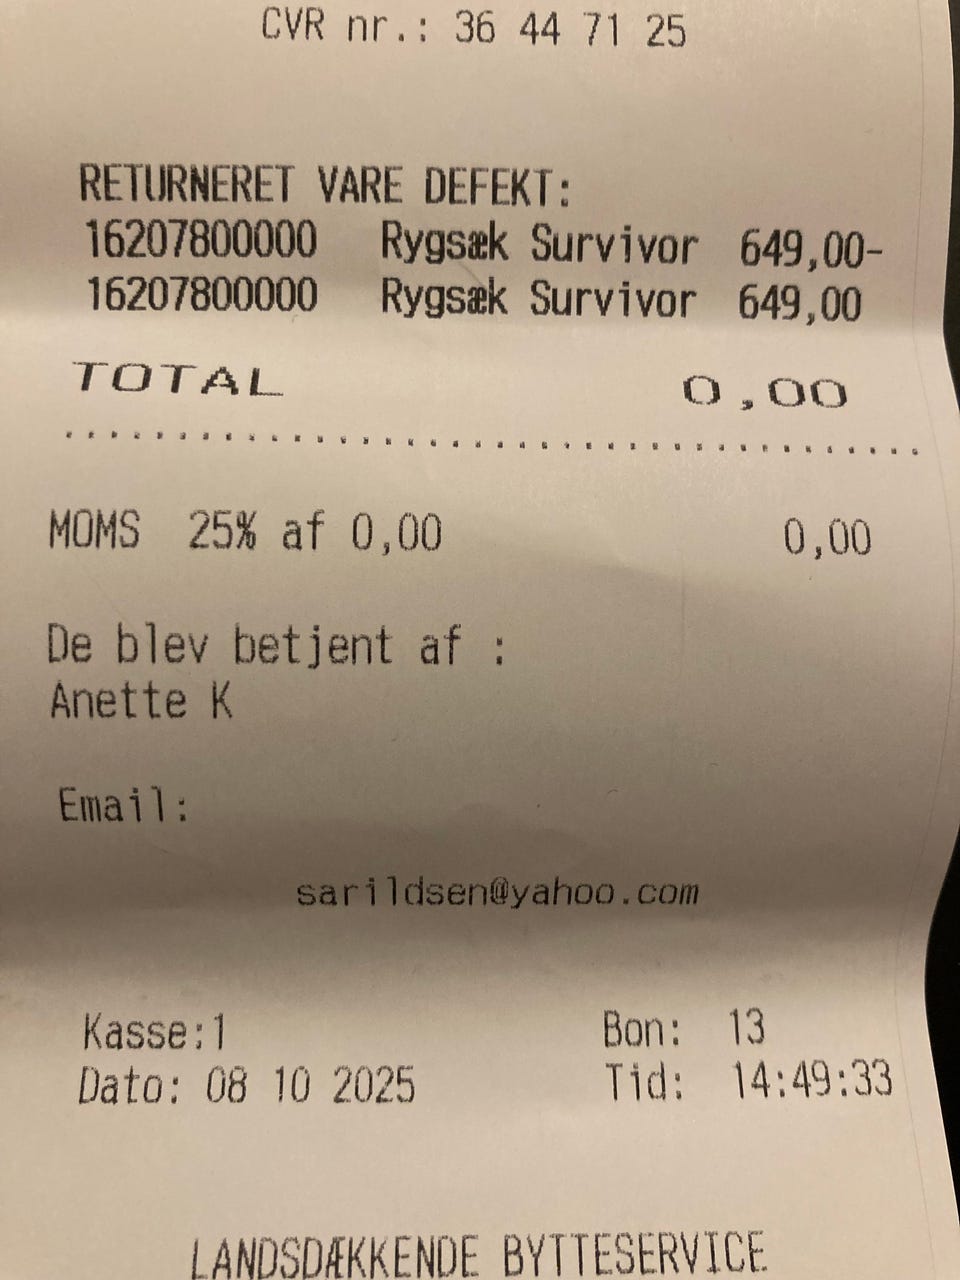 CVR nr.: 36 44 71 25
RETURNERET VARE DEFEKT:
16207800000 Rygsæk Survivor 649,00-
16207800000 Rygsæk Survivor 649,00
TOTAL 0,00
........................................
MOMS 25% af 0,00 0,00
De blev betjent af :
Anette K
Email:
sarildsen@yahoo.com
Kasse:1 Bon: 13
Dato: 08 10 2025 Tid: 14:49:33
LANDSDÆKKENDE BYTTESERVICE